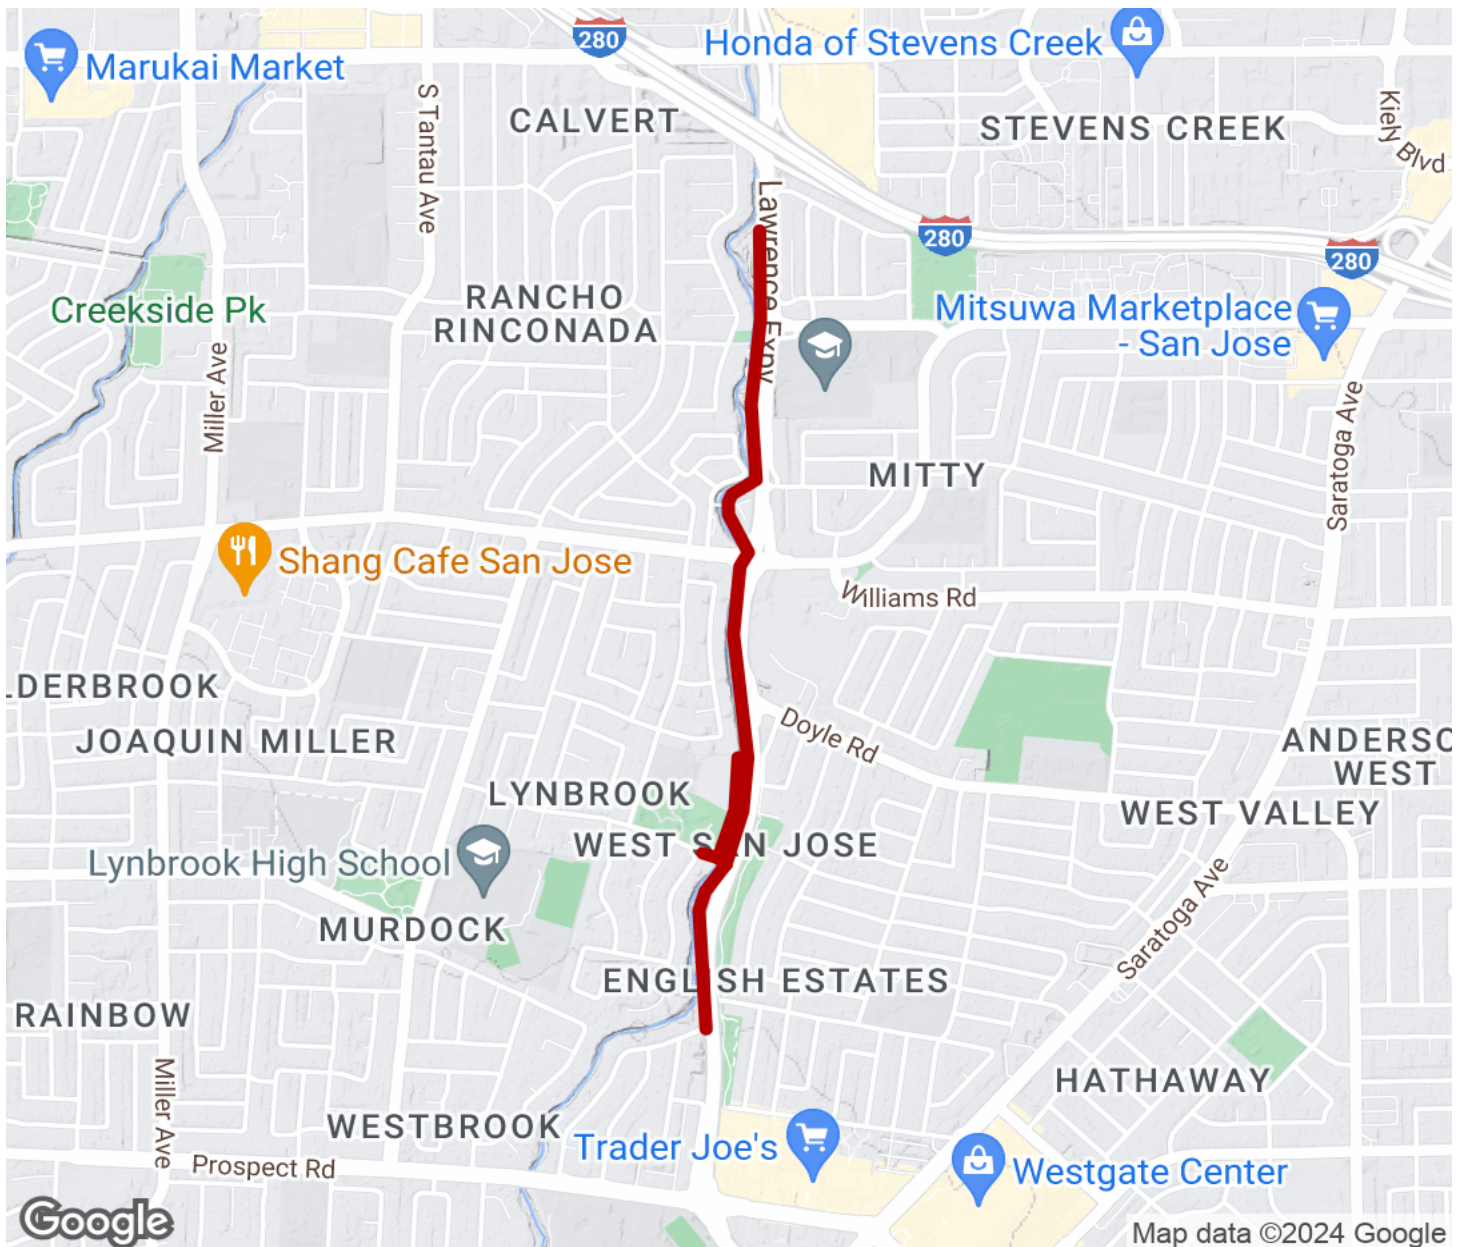 280
Honda of Stevens Creek
Marukai Market
S Tantau Ave
CALVERT
STEVENS CREEK
Kiely Blvd
Lawrence Expy
280
280
RANCHO
RINCONADA
Creekside Pk
Mitsuwa Marketplace
- San Jose
Miller Ave
Saratoga Ave
MITTY
Shang Cafe San Jose
Williams Rd
LDERBROOK
JOAQUIN MILLER
Doyle Rd
ANDERSO
WEST
LYNBROOK
WEST VALLEY
WEST SAN JOSE
Lynbrook High School
Saratoga Ave
MURDOCK
ENGLISH ESTATES
RAINBOW
Miller Ave
HATHAWAY
WESTBROOK
Trader Joe's
Prospect Rd
Westgate Center
Google
Map data ©2024 Google